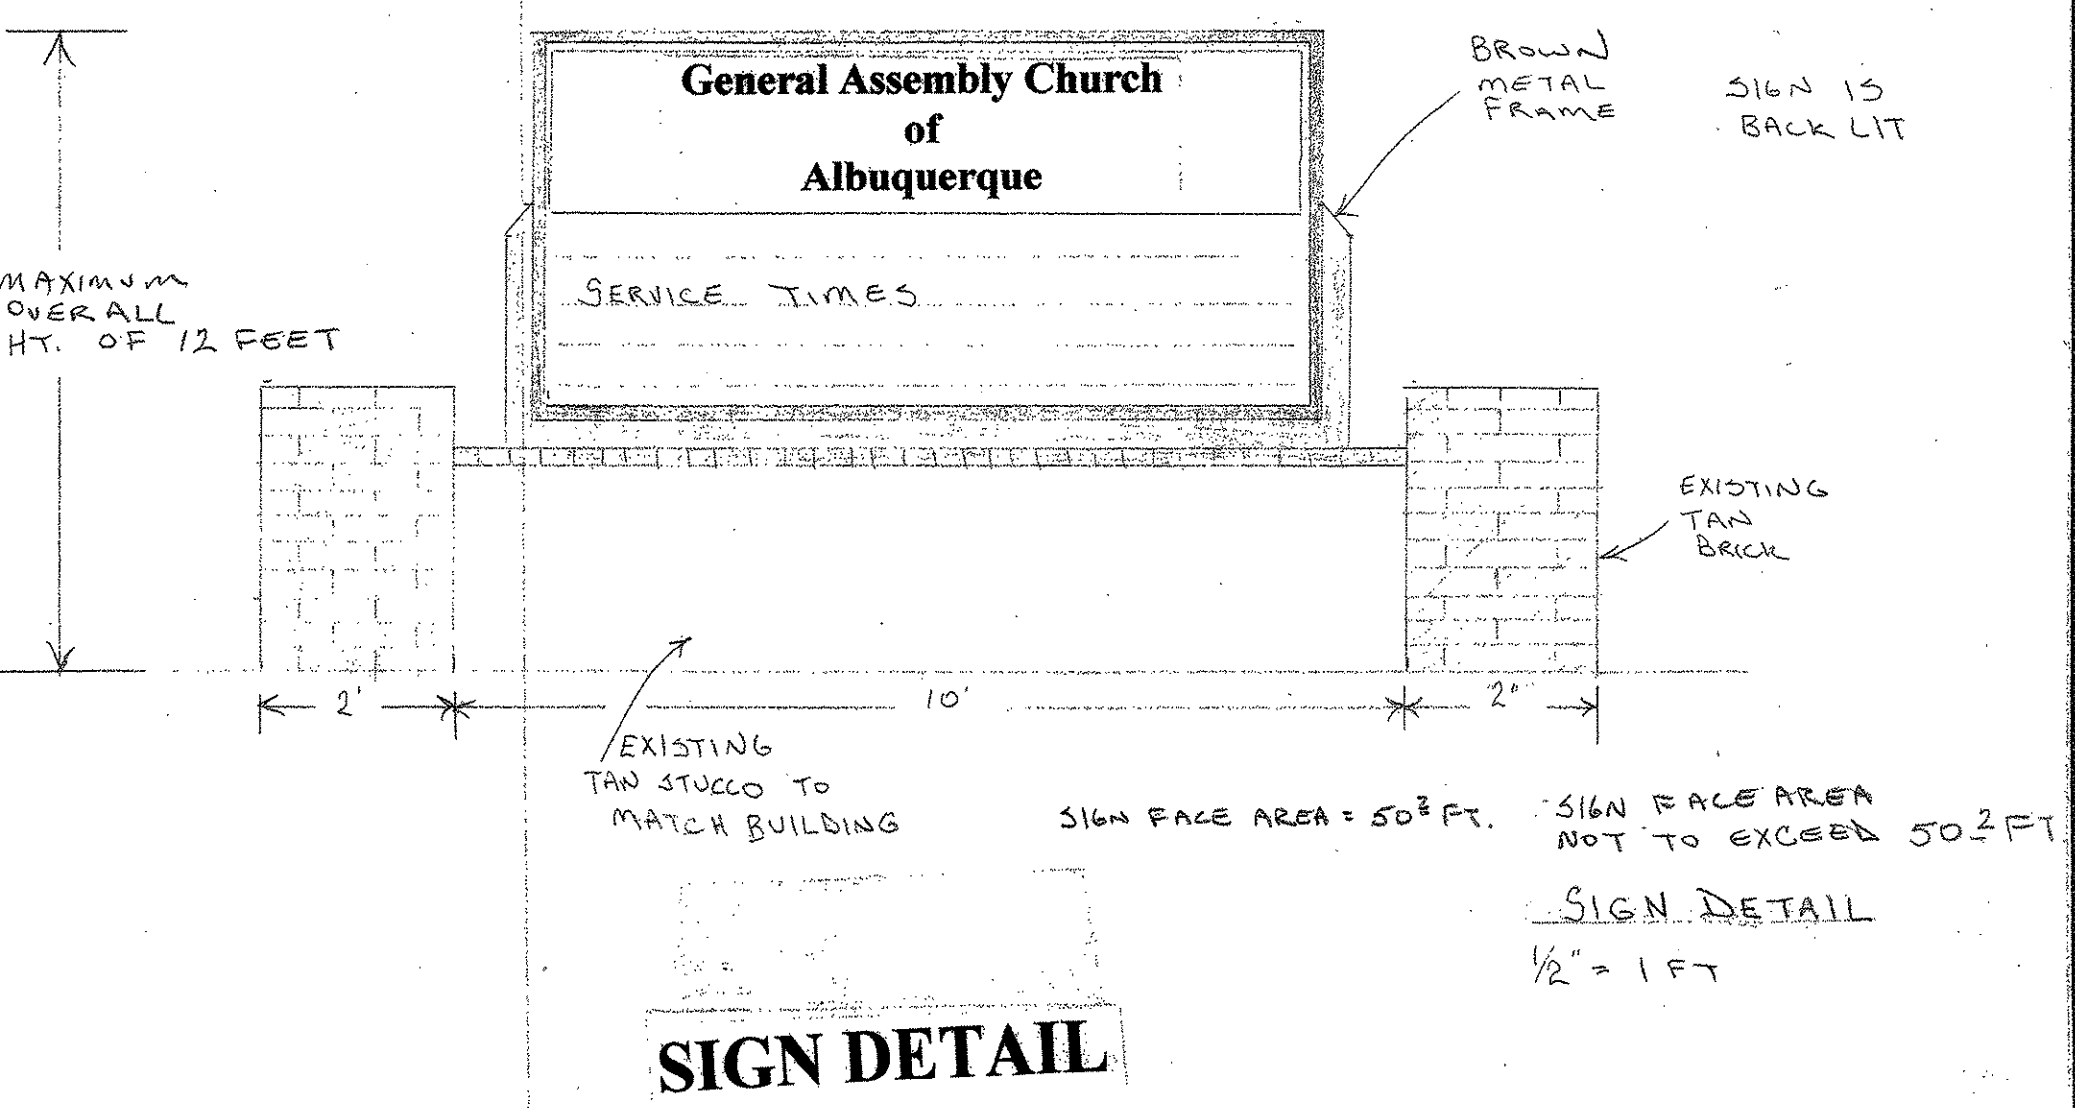 General Assembly Church
of
Albuquerque
SERVICE TIMES
BROWN
METAL
FRAME
SIGN IS
BACK LIT
MAXIMUM
OVERALL
HT. OF 12 FEET
EXISTING
TAN
BRICK
2'
10'
2"
EXISTING
TAN STUCCO TO
MATCH BUILDING
SIGN FACE AREA = 50² FT.
SIGN FACE AREA
NOT TO EXCEED 50² FT
SIGN DETAIL
1/2" = 1 FT
SIGN DETAIL